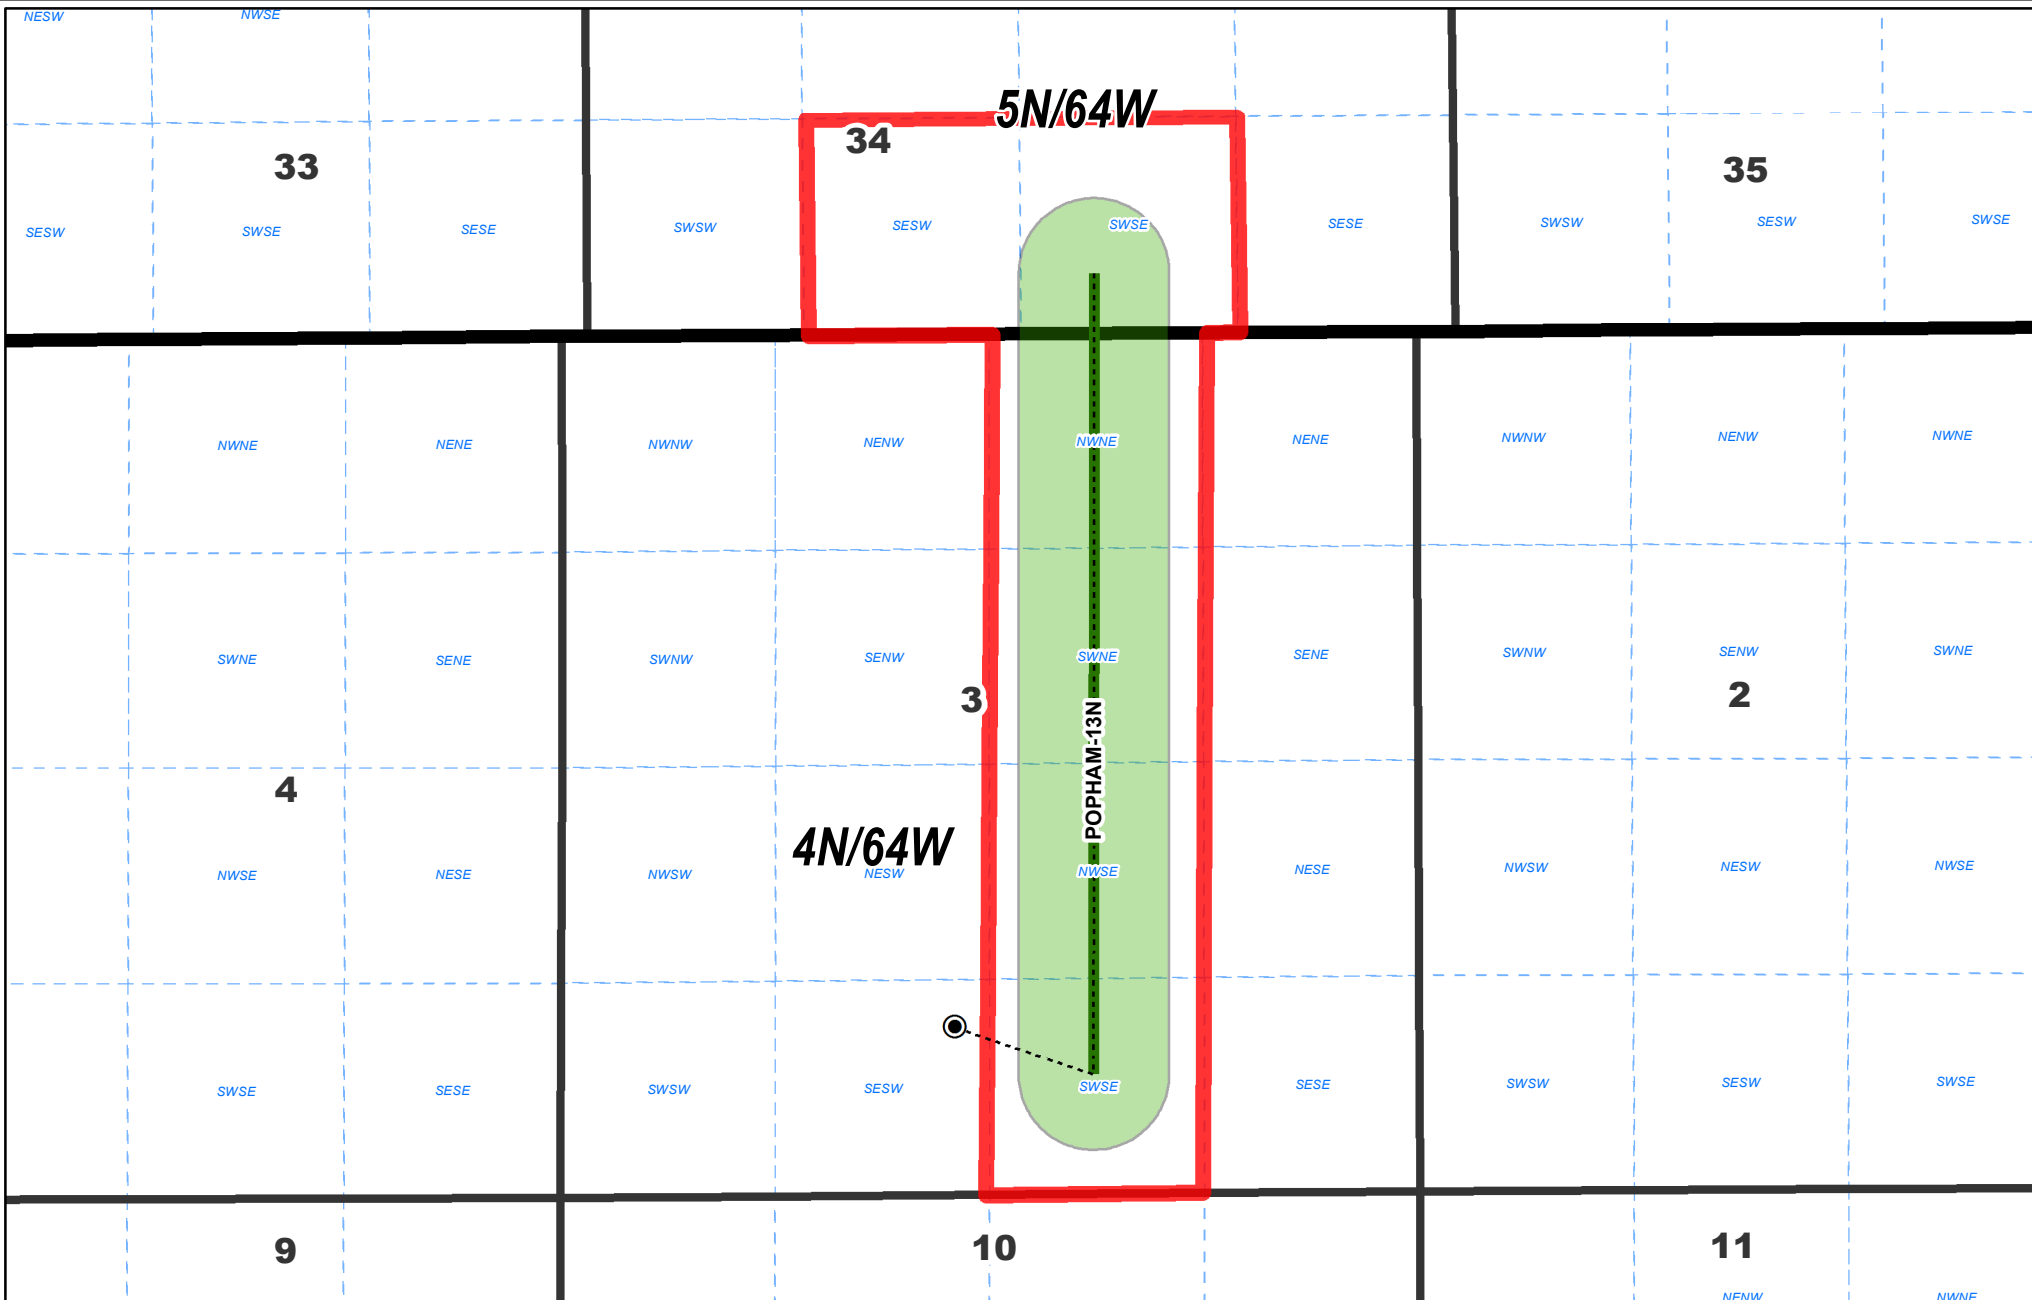 NESW NWSE
5N/64W
33 34 35
SESW SWSE SESE SWSW SESW SWSE SESE SWSW SESW SWSE
NWNE NENE NWNW NENW NWNE NENE NWNW NENW NWNE
SWNE SENE SWNW SENW SWNE SENE SWNW SENW SWNE
3 2
POPHAM-13N
4
4N/64W
NWSE NESE NWSW NESW NWSE NESE NWSW NESW NWSE
SWSE SESE SWSW SESW SWSE SESE SWSW SESW SWSE
9 10 11
NENW NWNE